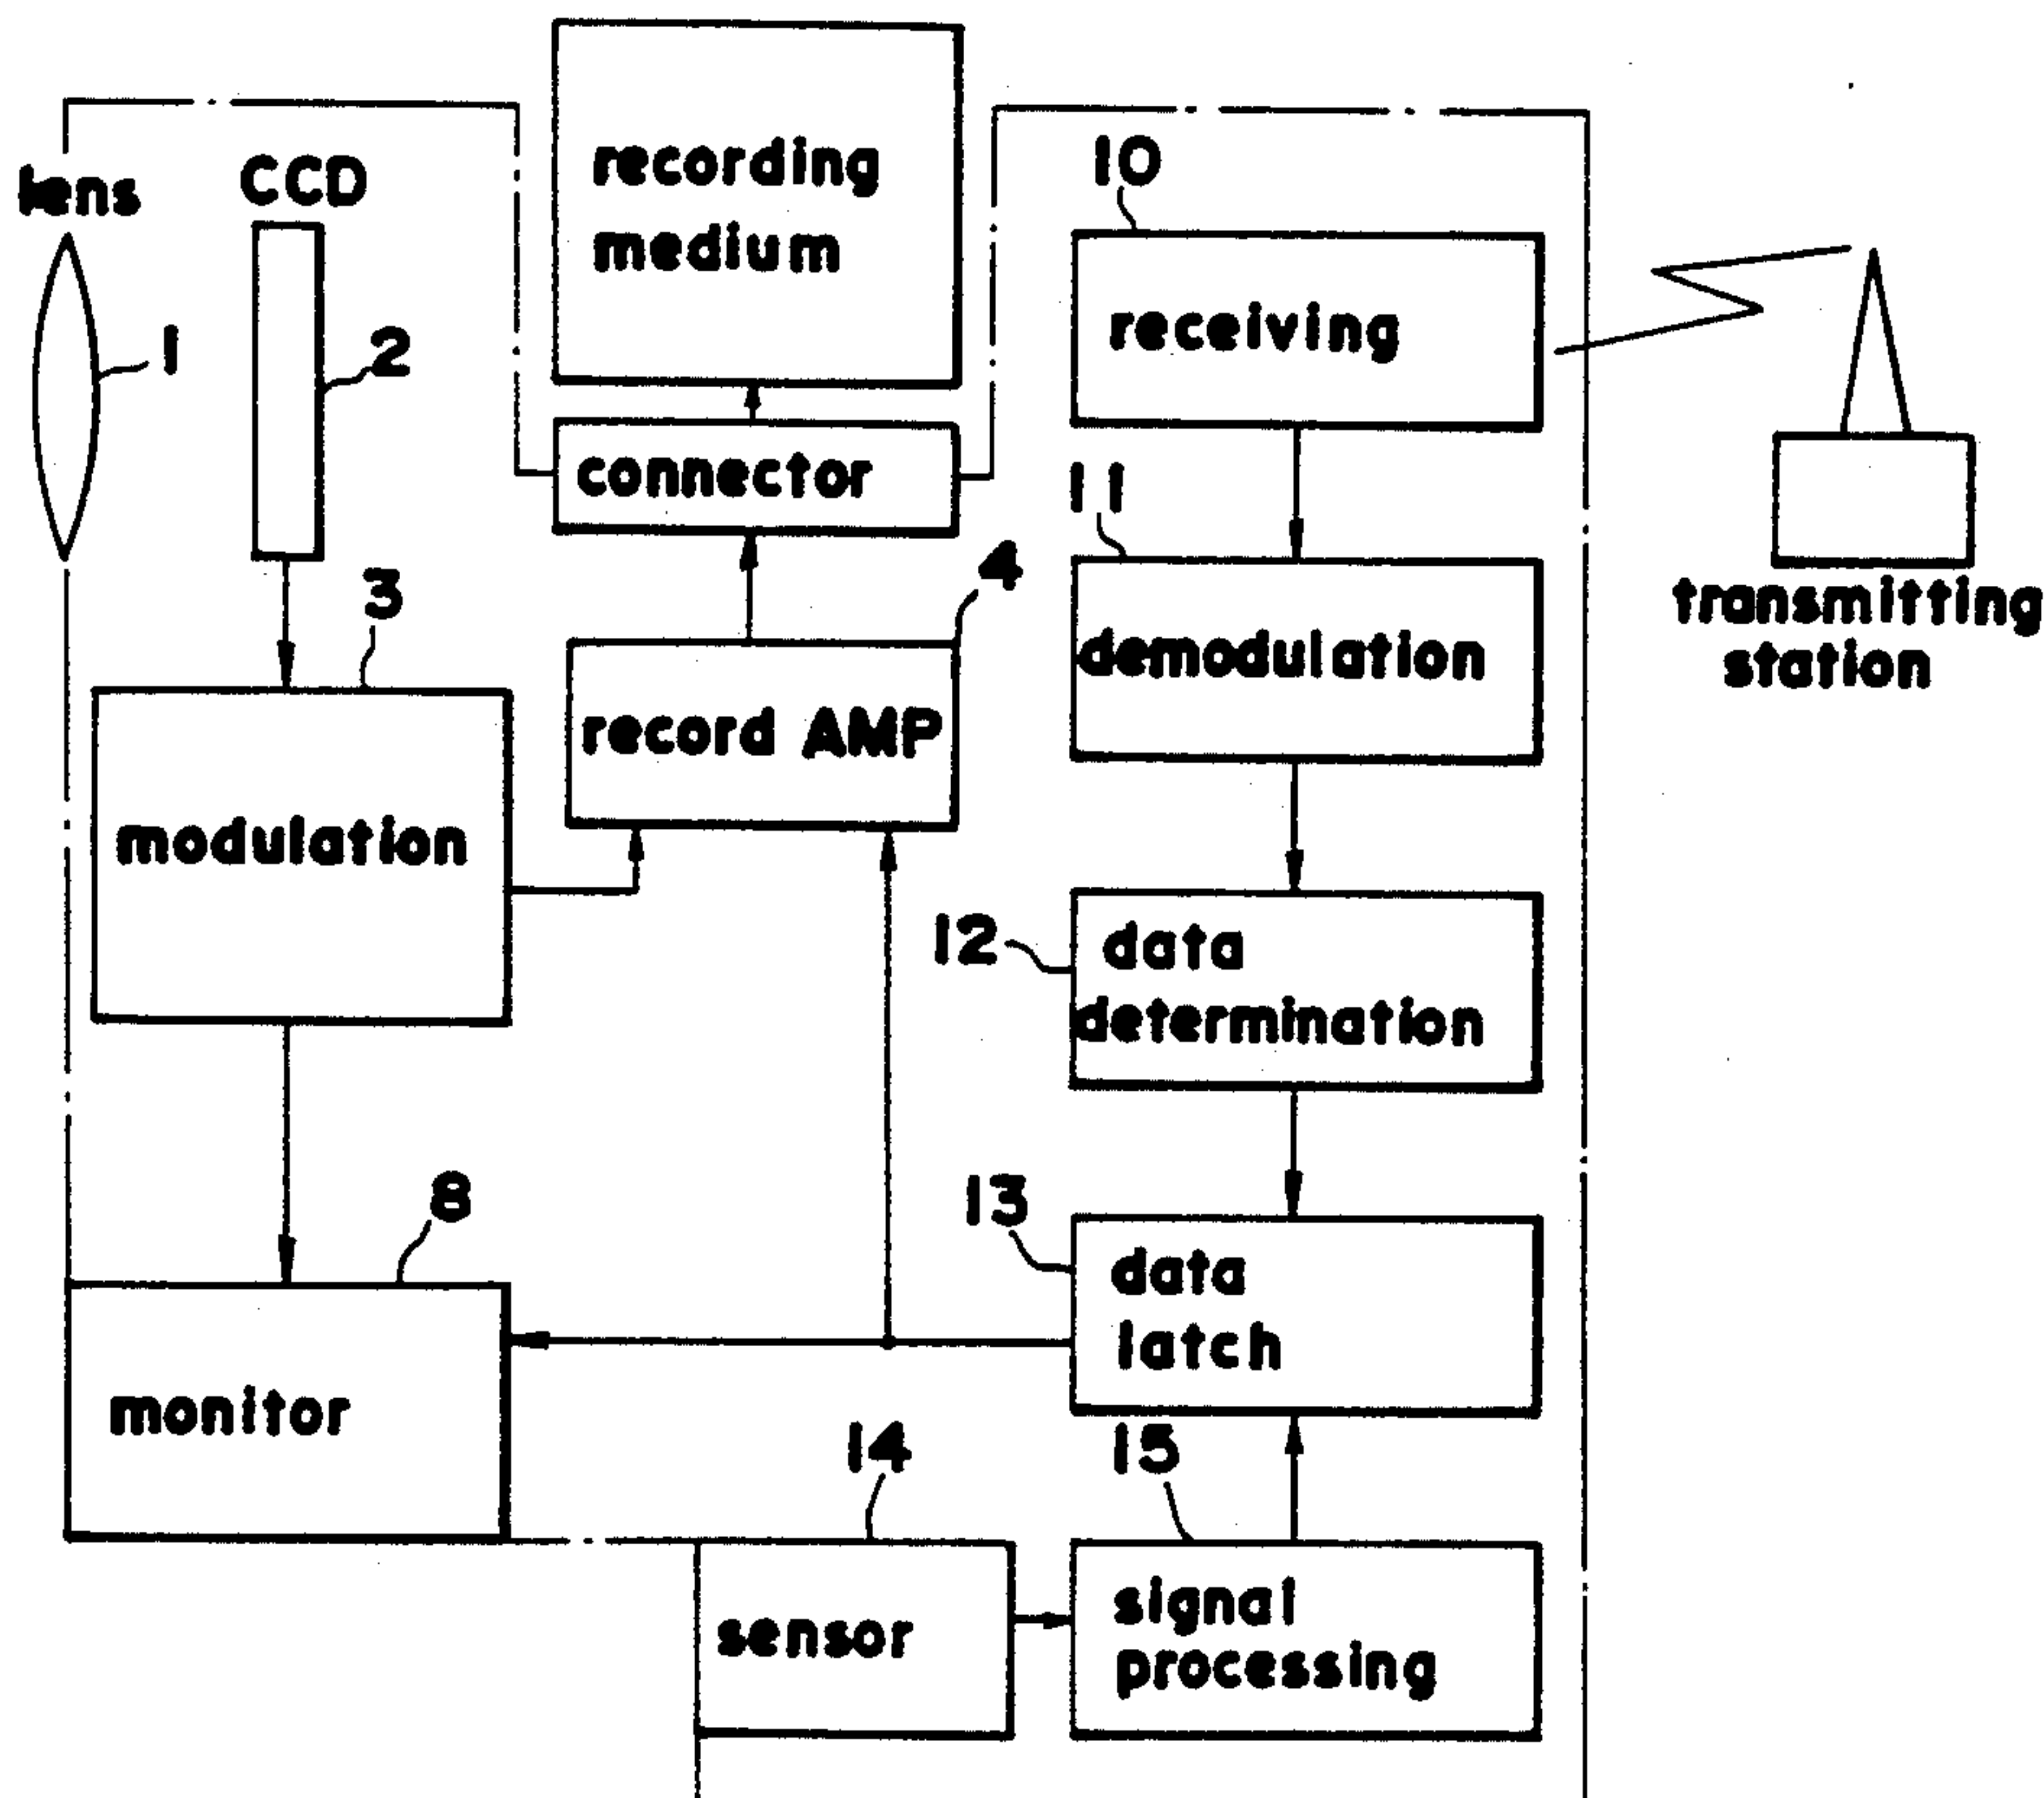 lens
CCD
recording
medium
10
receiving
1
2
connector
11
transmitting
station
3
4
demodulation
record AMP
modulation
12
data
determination
8
13
data
latch
monitor
14
15
sensor
signal
processing